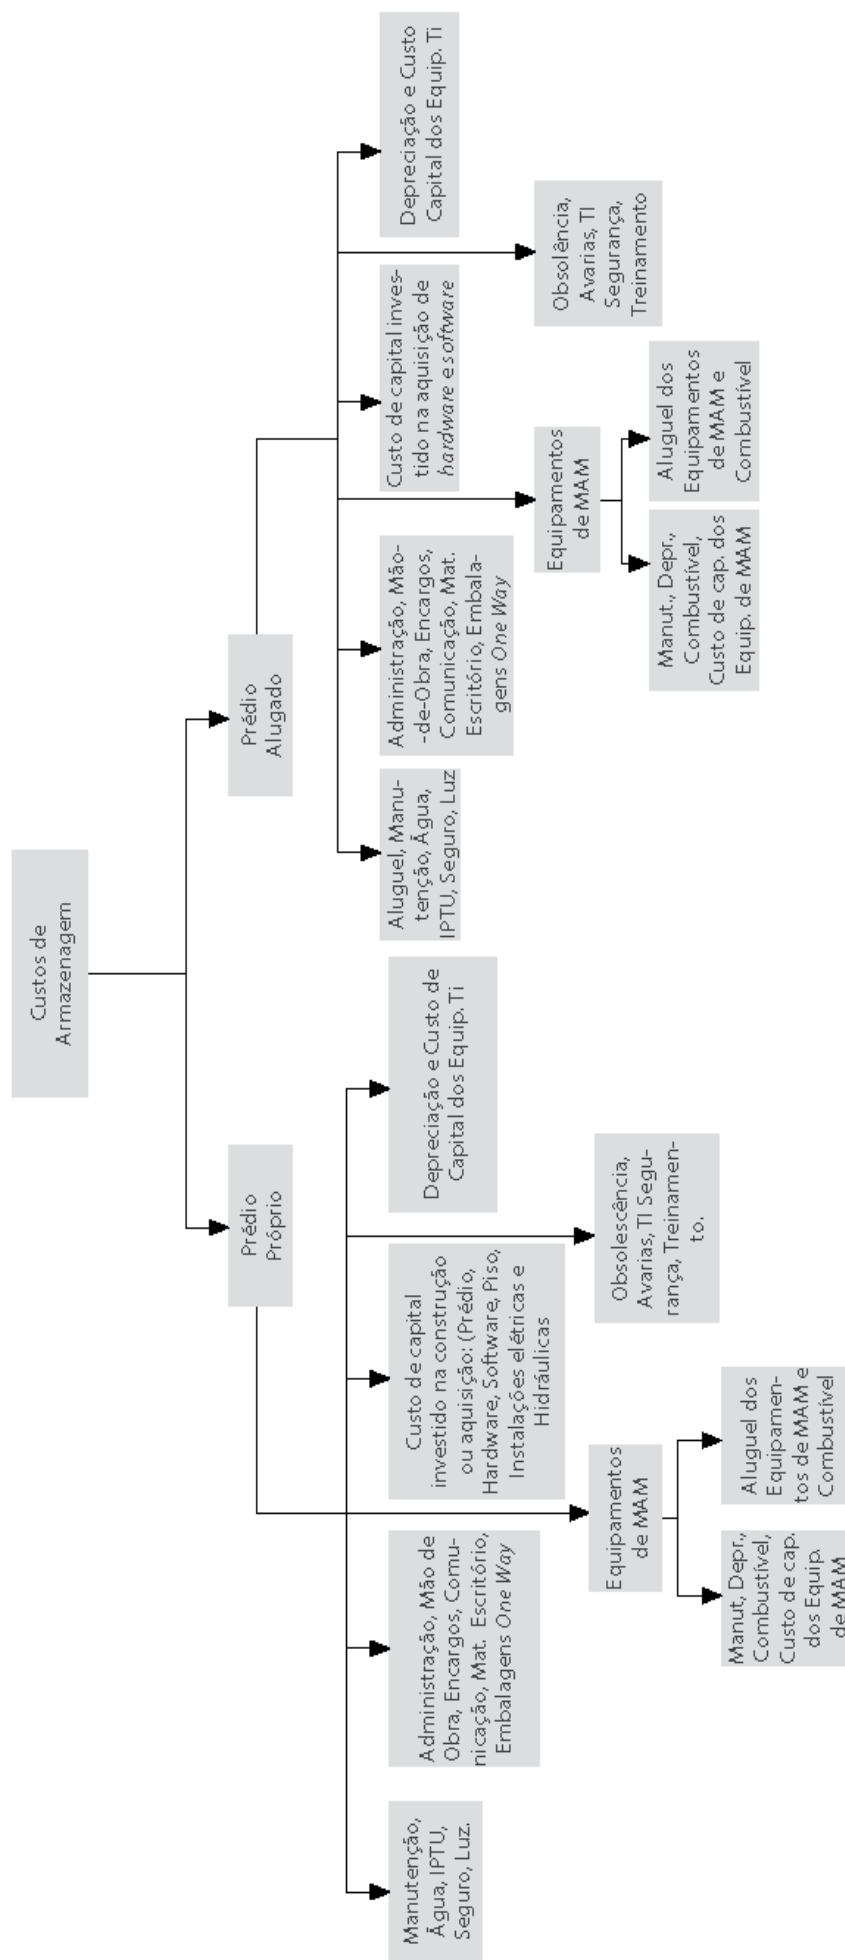 Custos de
Armazenagem
Prédio
Próprio
Prédio
Alugado
Manutenção,
Água, IPTU,
Seguro, Luz.
Administração, Mão de
Obra, Encargos, Comu-
nicação, Mat. Escritório,
Embalagens One Way
Custo de capital
investido na construção
ou aquisição: (Prédio,
Hardware, Software, Piso,
Instalações elétricas e
Hidráulicas
Depreciação e Custo de
Capital dos Equip. Ti
Aluguel, Manu-
tenção, Água,
IPTU, Seguro, Luz
Administração, Mão-
-de-Obra, Encargos,
Comunicação, Mat.
Escritório, Embala-
gens One Way
Custo de capital inves-
tido na aquisição de
hardware e software
Depreciação e Custo
Capital dos Equip. Ti
Equipamentos
de MAM
Obsolescência,
Avarias, TI Segu-
rança, Treinamen-
to.
Equipamentos
de MAM
Obsolência,
Avarias, TI
Segurança,
Treinamento
Manut, Depr.,
Combustível,
Custo de cap.
dos Equip.
de MAM
Aluguel dos
Equipamen-
tos de MAM e
Combustível
Manut., Depr.,
Combustível,
Custo de cap. dos
Equip. de MAM
Aluguel dos
Equipamentos
de MAM e
Combustível